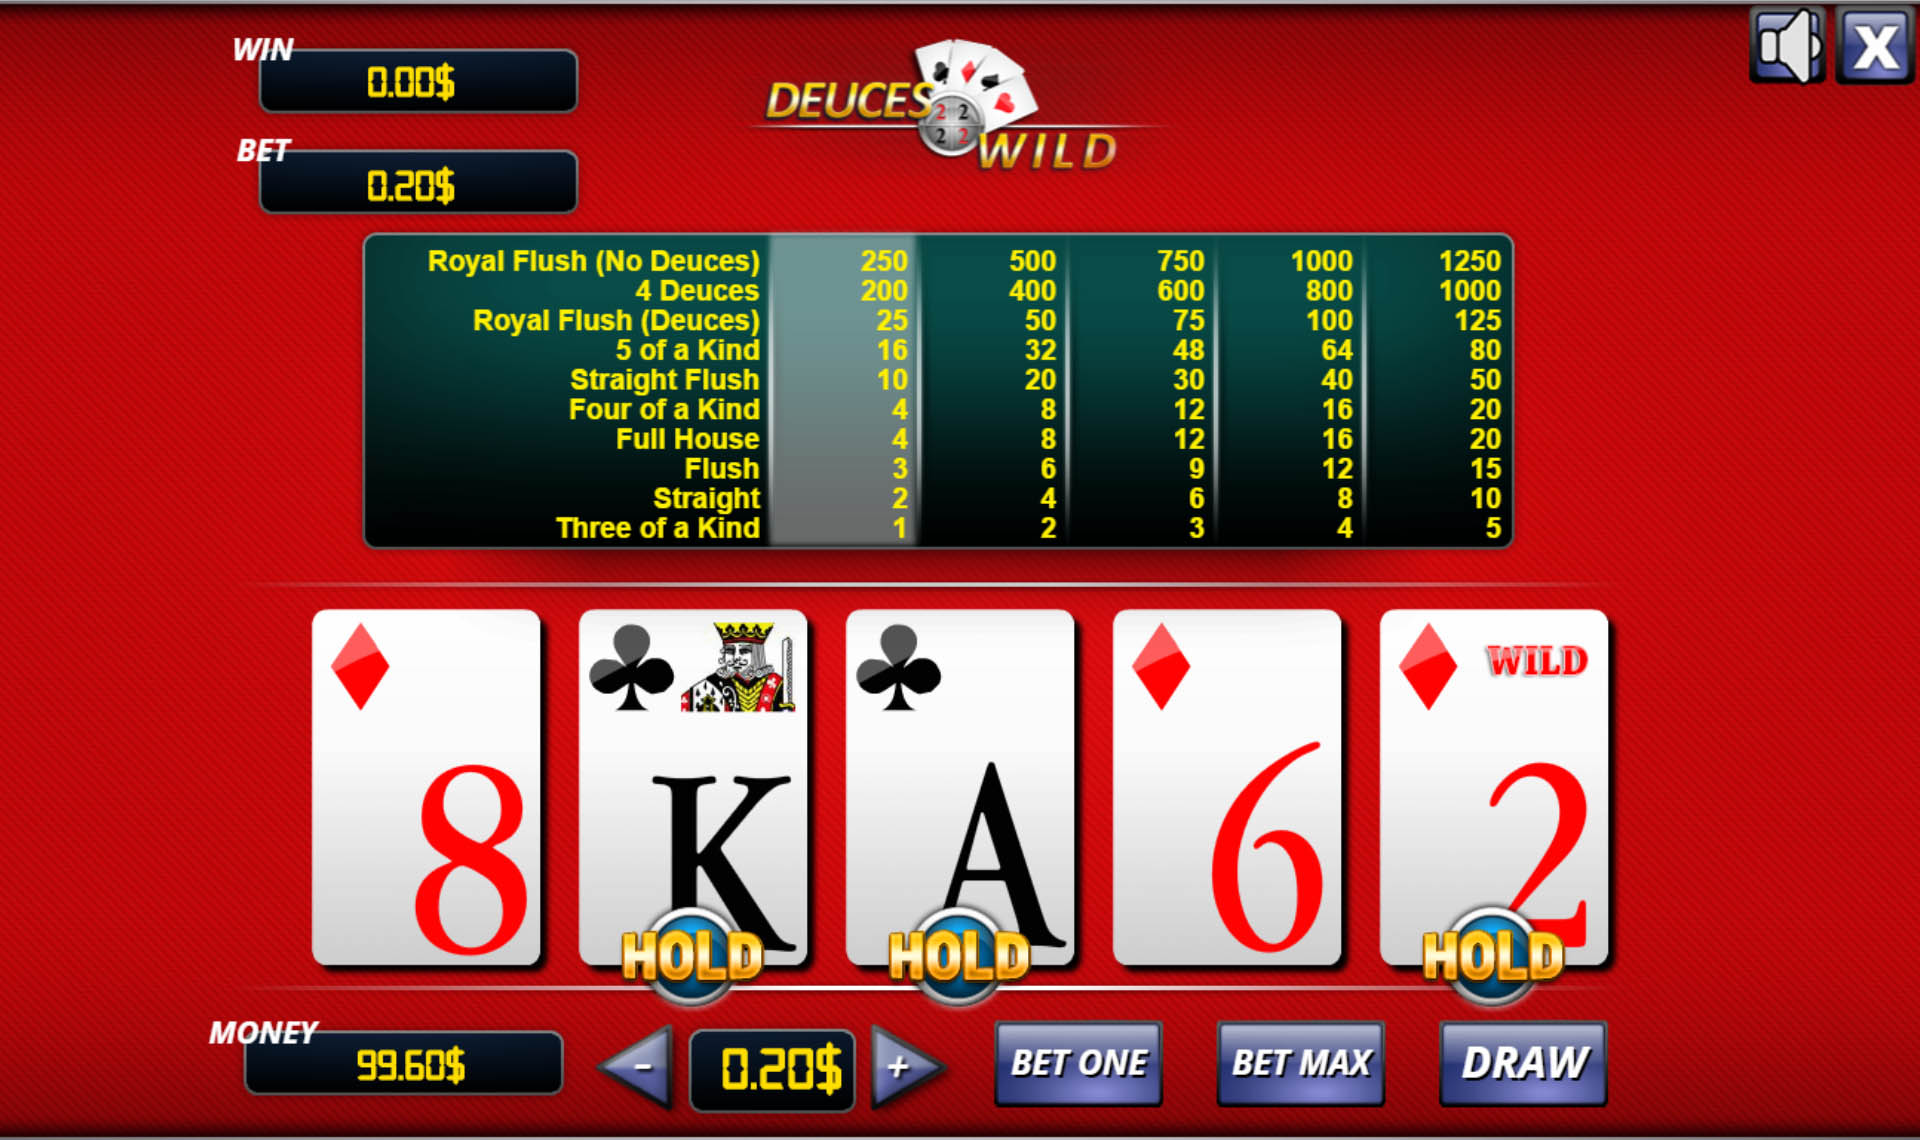 WIN
0.00$
BET
0.20$
DEUCES
2 2
2 2
WILD
X
Royal Flush (No Deuces) 250 500 750 1000 1250
4 Deuces 200 400 600 800 1000
Royal Flush (Deuces) 25 50 75 100 125
5 of a Kind 16 32 48 64 80
Straight Flush 10 20 30 40 50
Four of a Kind 4 8 12 16 20
Full House 4 8 12 16 20
Flush 3 6 9 12 15
Straight 2 4 6 8 10
Three of a Kind 1 2 3 4 5
WILD
8 K A 6 2
HOLD HOLD HOLD
MONEY
99.60$
- 0.20$ +
BET ONE BET MAX DRAW